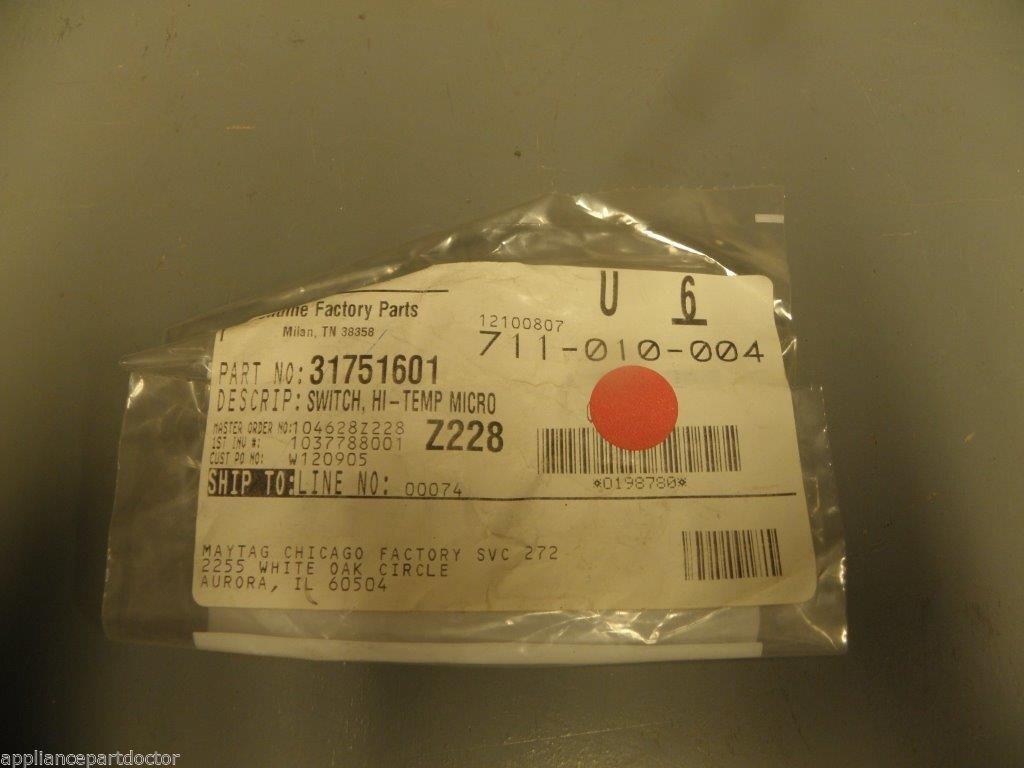 Factory Parts
Milan, TN 38358
U 6
12100807
711-010-004
PART NO: 31751601
DESCRIP: SWITCH, HI-TEMP MICRO
MASTER ORDER NO: 104628Z228
1ST INV #: 1037788001
Z228
CUST PO NO: W120905
*0198780*
SHIP TO: LINE NO: 00074
MAYTAG CHICAGO FACTORY SVC 272
2255 WHITE OAK CIRCLE
AURORA, IL 60504
appliancepartdoctor